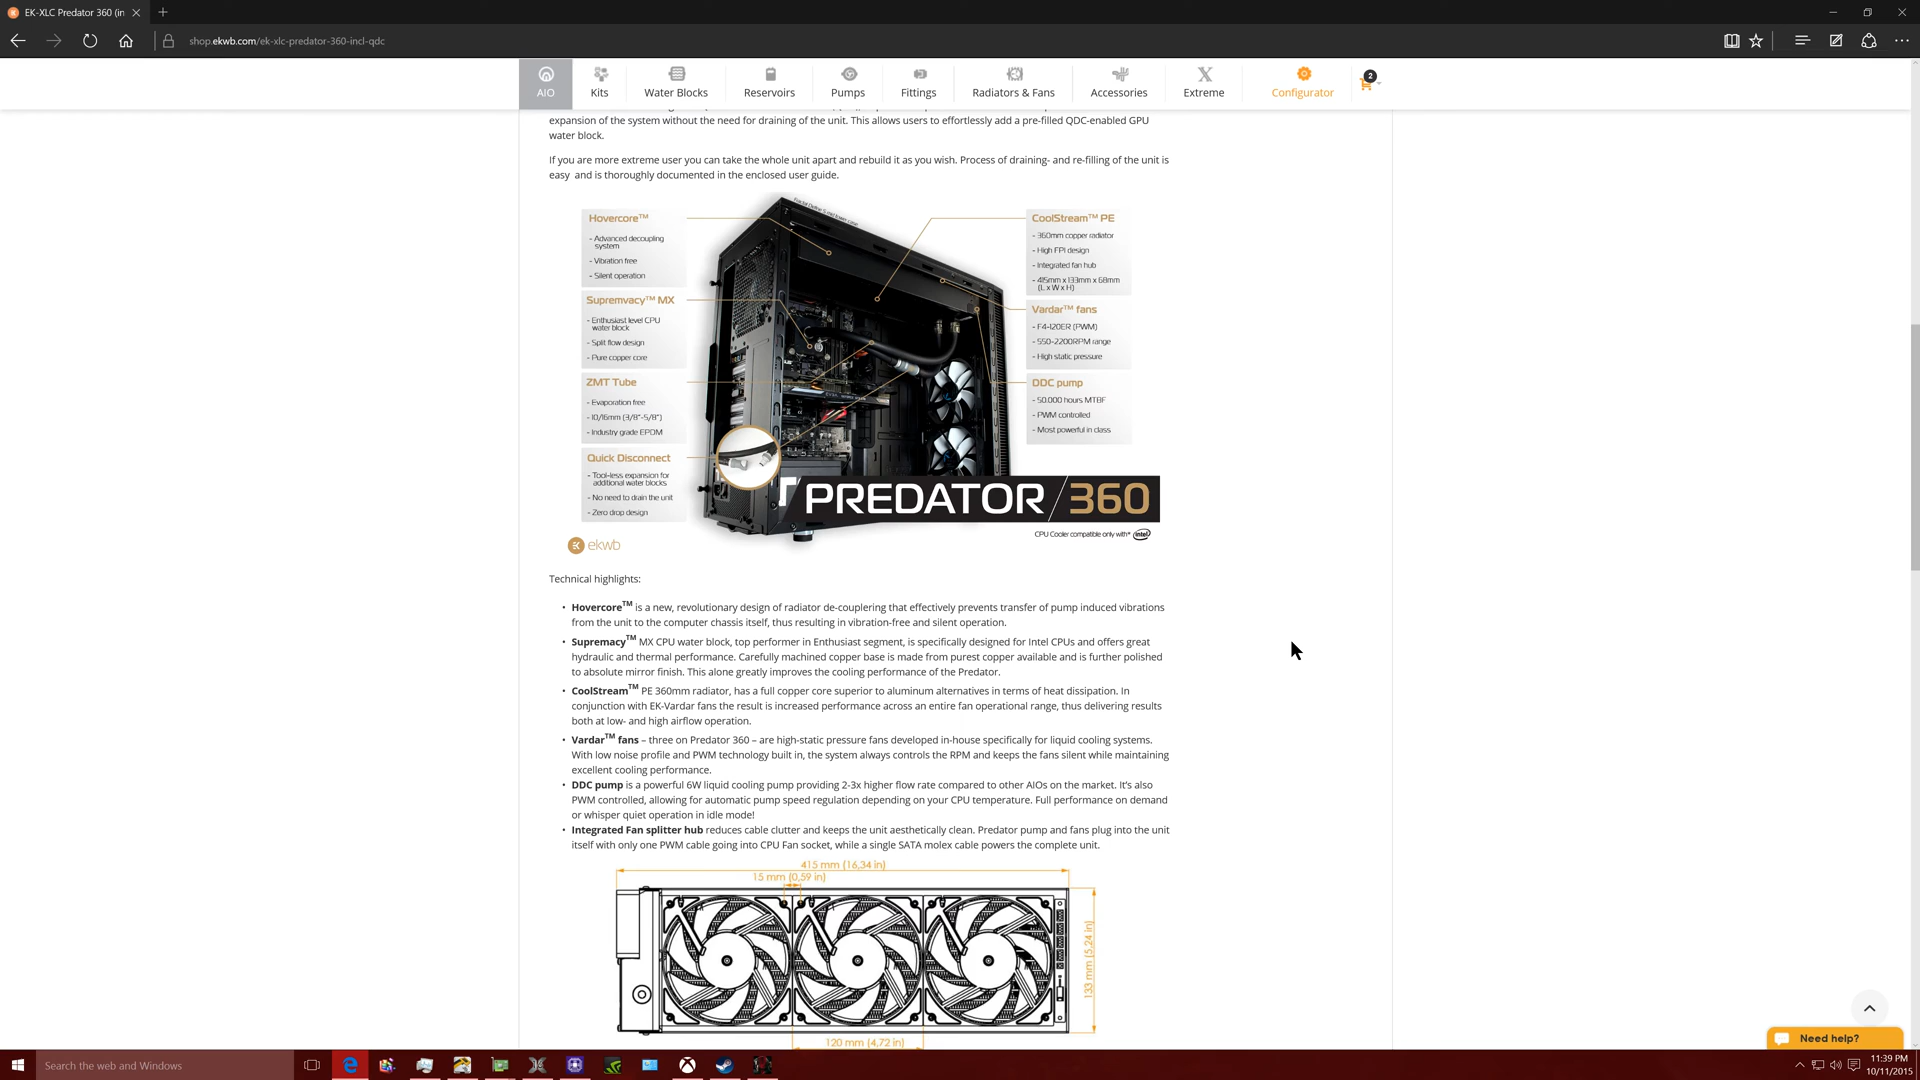 EK-XLC Predator 360 (in
shop.ekwb.com/ek-xlc-predator-360-incl-qdc
AIO
Kits
Water Blocks
Reservoirs
Pumps
Fittings
Radiators & Fans
Accessories
Extreme
Configurator
2
expansion of the system without the need for draining of the unit. This allows users to effortlessly add a pre-filled QDC-enabled GPU
water block.
If you are more extreme user you can take the whole unit apart and rebuild it as you wish. Process of draining- and re-filling of the unit is
easy and is thoroughly documented in the enclosed user guide.
Hovercore™
- Advanced decoupling
system
- Vibration free
- Silent operation
Supremvacy™ MX
- Enthusiast level CPU
water block
- Split flow design
- Pure copper core
ZMT Tube
- Evaporation free
- 10/16mm (3/8"-5/8")
- Industry grade EPDM
Quick Disconnect
- Tool-less expansion for
additional water blocks
- No need to drain the unit
- Zero drop design
CoolStream™ PE
- 360mm copper radiator
- High FPI design
- Integrated fan hub
- 415mm x 133mm x 68mm
(L x W x H)
Vardar™ fans
- F4-120ER (PWM)
- 550-2200RPM range
- High static pressure
DDC pump
- 50.000 hours MTBF
- PWM controlled
- Most powerful in class
PREDATOR/360
CPU Cooler compatible only with* intel
ekwb
Technical highlights:
• Hovercore™ is a new, revolutionary design of radiator de-couplering that effectively prevents transfer of pump induced vibrations
from the unit to the computer chassis itself, thus resulting in vibration-free and silent operation.
• Supremacy™ MX CPU water block, top performer in Enthusiast segment, is specifically designed for Intel CPUs and offers great
hydraulic and thermal performance. Carefully machined copper base is made from purest copper available and is further polished
to absolute mirror finish. This alone greatly improves the cooling performance of the Predator.
• CoolStream™ PE 360mm radiator, has a full copper core superior to aluminum alternatives in terms of heat dissipation. In
conjunction with EK-Vardar fans the result is increased performance across an entire fan operational range, thus delivering results
both at low- and high airflow operation.
• Vardar™ fans – three on Predator 360 – are high-static pressure fans developed in-house specifically for liquid cooling systems.
With low noise profile and PWM technology built in, the system always controls the RPM and keeps the fans silent while maintaining
excellent cooling performance.
• DDC pump is a powerful 6W liquid cooling pump providing 2-3x higher flow rate compared to other AIOs on the market. It's also
PWM controlled, allowing for automatic pump speed regulation depending on your CPU temperature. Full performance on demand
or whisper quiet operation in idle mode!
• Integrated Fan splitter hub reduces cable clutter and keeps the unit aesthetically clean. Predator pump and fans plug into the unit
itself with only one PWM cable going into CPU Fan socket, while a single SATA molex cable powers the complete unit.
415 mm (16,34 in)
15 mm (0,59 in)
133 mm (5,24 in)
120 mm (4,72 in)
Need help?
Search the web and Windows
11:39 PM
10/11/2015